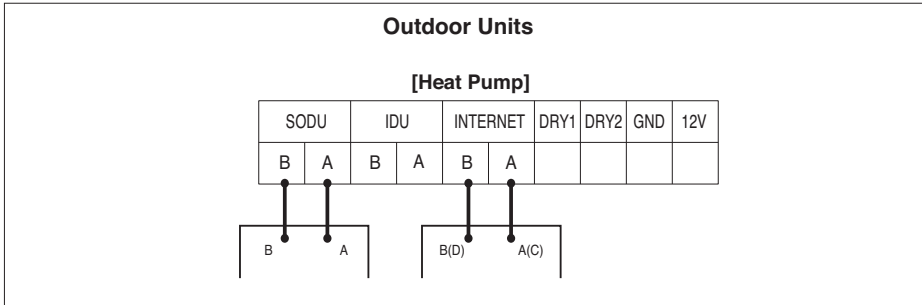 Outdoor Units
[Heat Pump]
SODU IDU INTERNET DRY1 DRY2 GND 12V
B A B A B A
B A B(D) A(C)